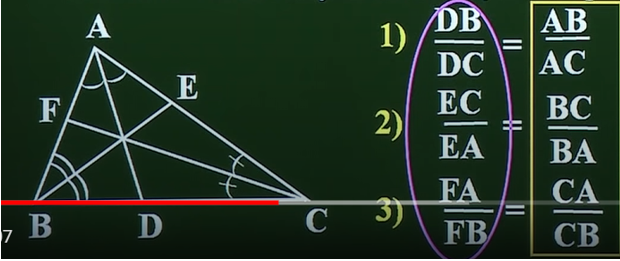 A
E
F
B
D
C
1) DB/DC = AB/AC
2) EC/EA = BC/BA
3) FA/FB = CA/CB